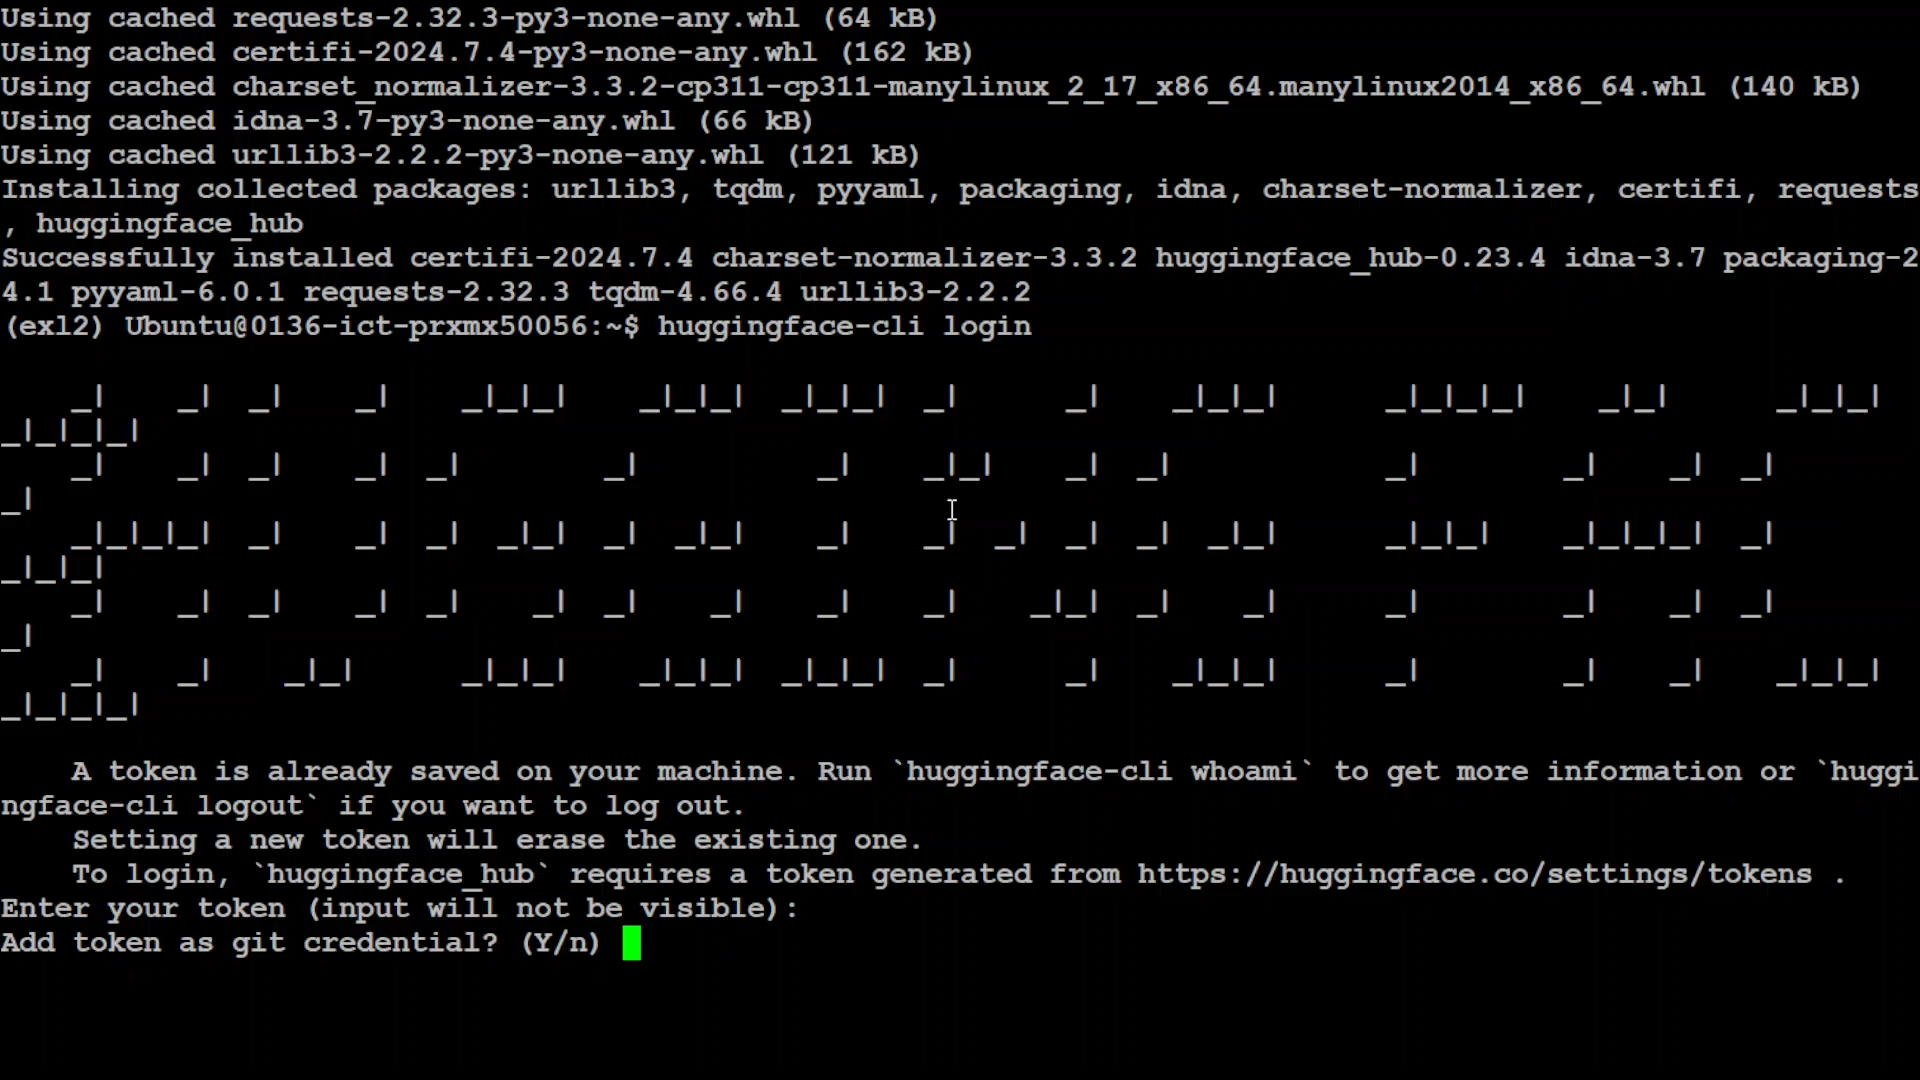 Using cached requests-2.32.3-py3-none-any.whl (64 kB)
Using cached certifi-2024.7.4-py3-none-any.whl (162 kB)
Using cached charset_normalizer-3.3.2-cp311-cp311-manylinux_2_17_x86_64.manylinux2014_x86_64.whl (140 kB)
Using cached idna-3.7-py3-none-any.whl (66 kB)
Using cached urllib3-2.2.2-py3-none-any.whl (121 kB)
Installing collected packages: urllib3, tqdm, pyyaml, packaging, idna, charset-normalizer, certifi, requests
, huggingface_hub
Successfully installed certifi-2024.7.4 charset-normalizer-3.3.2 huggingface_hub-0.23.4 idna-3.7 packaging-2
4.1 pyyaml-6.0.1 requests-2.32.3 tqdm-4.66.4 urllib3-2.2.2
(exl2) Ubuntu@0136-ict-prxmx50056:~$ huggingface-cli login

    _|    _|  _|    _|    _|_|_|    _|_|_|  _|_|_|  _|      _|    _|_|_|      _|_|_|_|    _|_|      _|_|_|
_|_|_|_|
    _|    _|  _|    _|  _|        _|          _|    _|_|    _|  _|            _|        _|    _|  _|
_|
    _|_|_|_|  _|    _|  _|  _|_|  _|  _|_|    _|    _|  _|  _|  _|  _|_|      _|_|_|    _|_|_|_|  _|
_|_|_|
    _|    _|  _|    _|  _|    _|  _|    _|    _|    _|    _|_|  _|    _|      _|        _|    _|  _|
_|
    _|    _|    _|_|      _|_|_|    _|_|_|  _|_|_|  _|      _|    _|_|_|      _|        _|    _|    _|_|_|
_|_|_|_|

    A token is already saved on your machine. Run `huggingface-cli whoami` to get more information or `huggi
ngface-cli logout` if you want to log out.
    Setting a new token will erase the existing one.
    To login, `huggingface_hub` requires a token generated from https://huggingface.co/settings/tokens .
Enter your token (input will not be visible):
Add token as git credential? (Y/n)